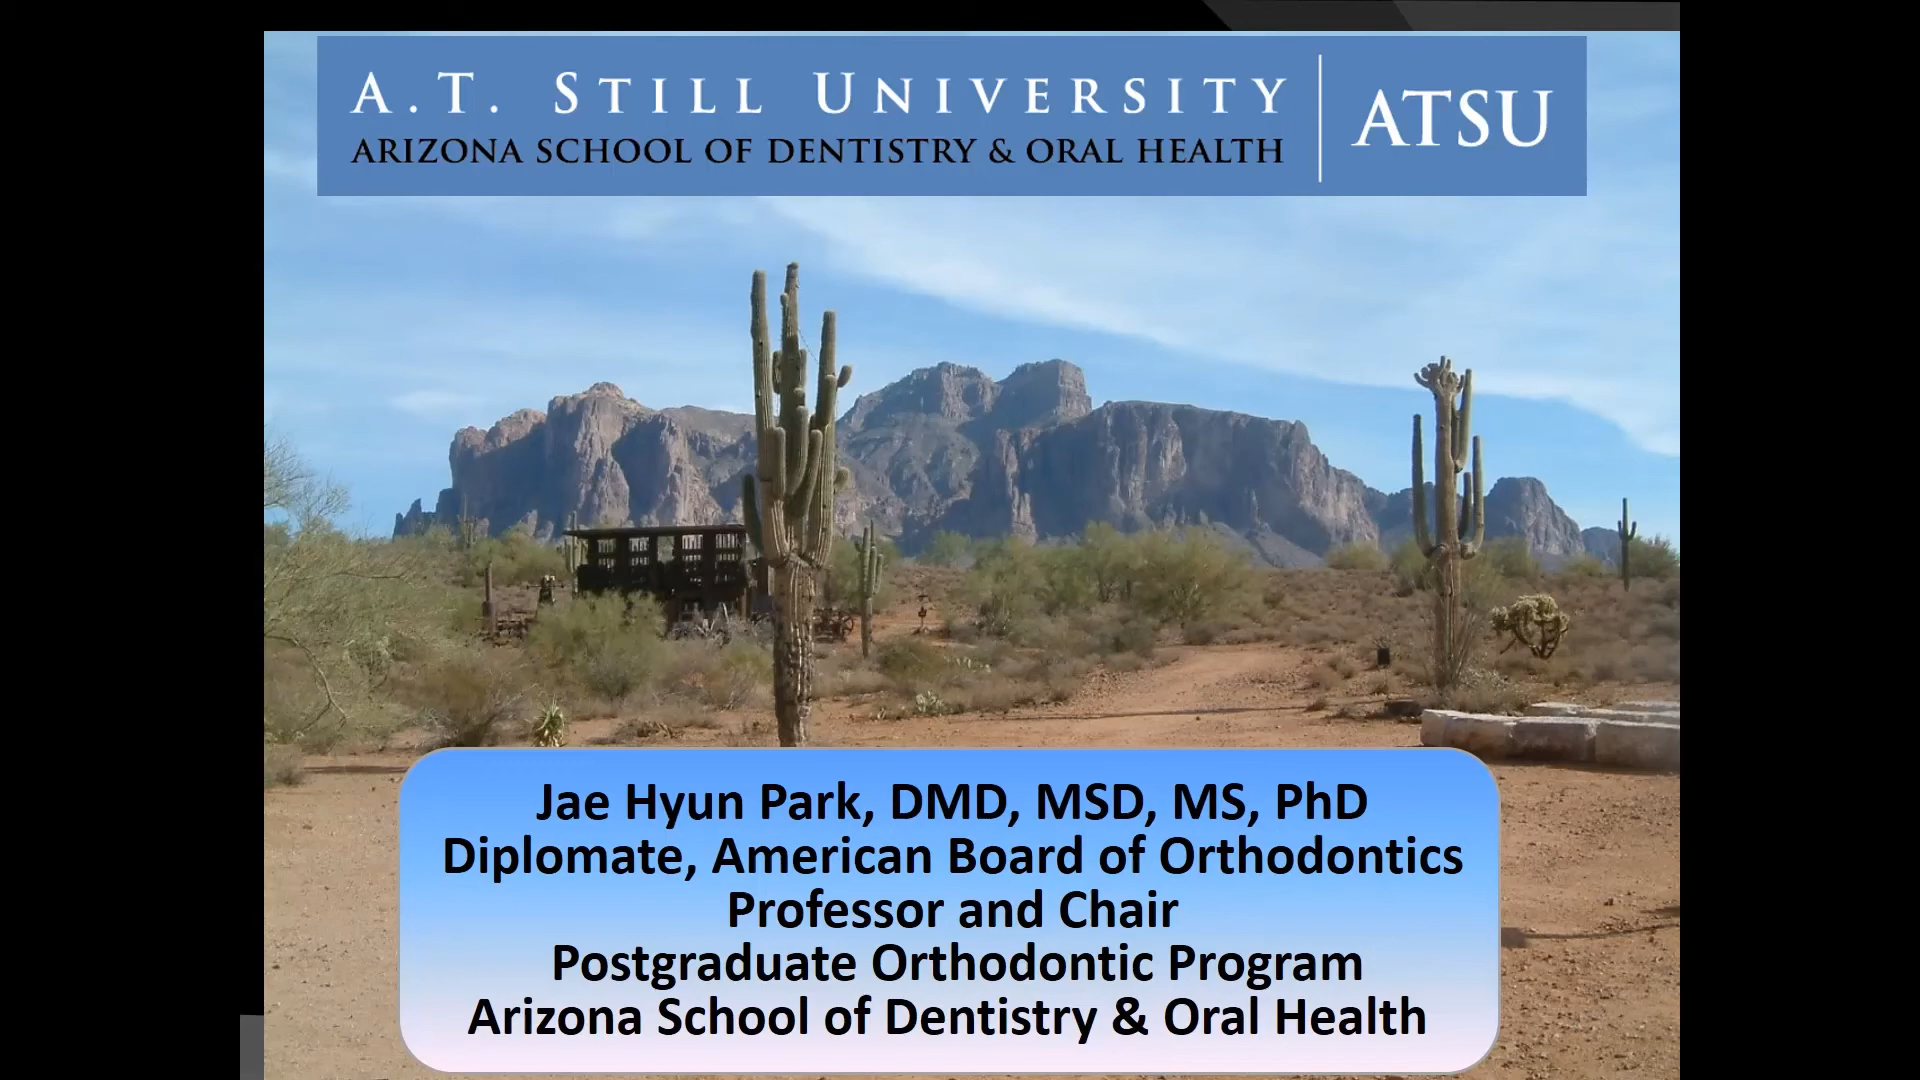 A.T. STILL UNIVERSITY
ARIZONA SCHOOL OF DENTISTRY & ORAL HEALTH
ATSU
Jae Hyun Park, DMD, MSD, MS, PhD
Diplomate, American Board of Orthodontics
Professor and Chair
Postgraduate Orthodontic Program
Arizona School of Dentistry & Oral Health